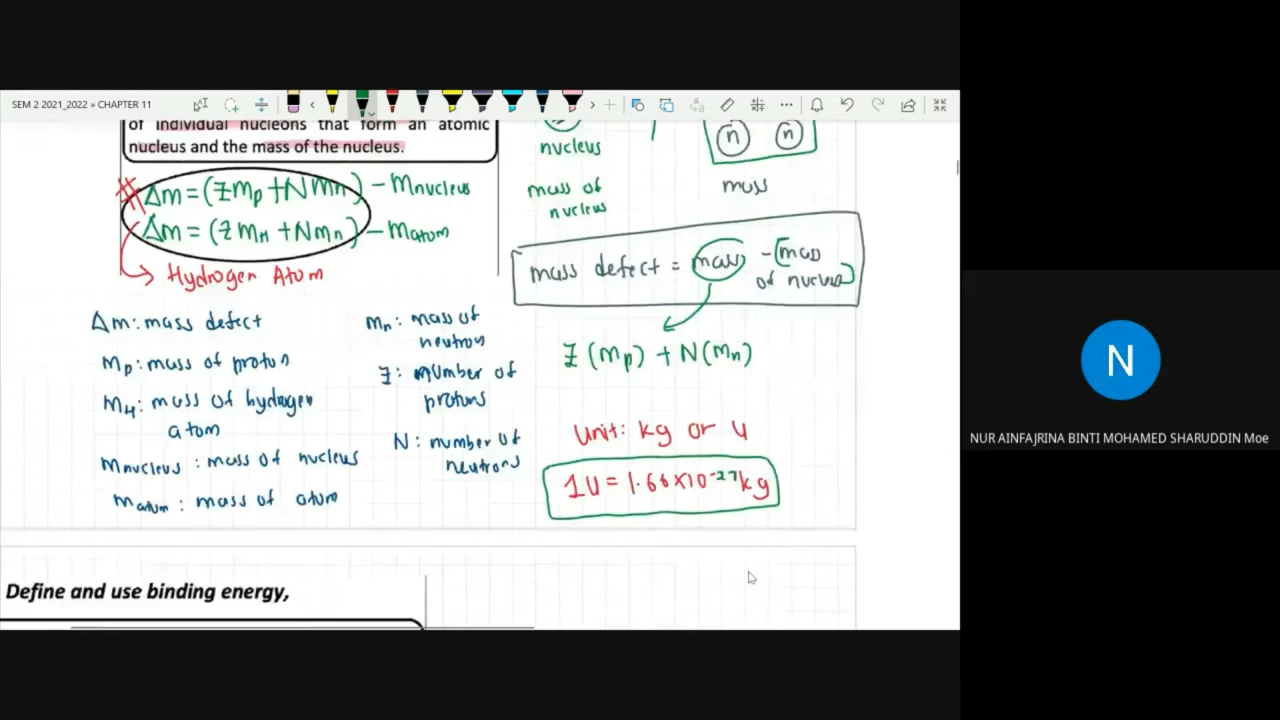 SEM 2 2021_2022 » CHAPTER 11
of individual nucleons that form an atomic
nucleus and the mass of the nucleus.
Δm = (Zmp + Nmn) - Mnucleus
Δm = (ZmH + Nmn) - Matom
Hydrogen Atom
Δm: mass defect
Mp: mass of proton
MH: mass of hydrogen
atom
Mnucleus : mass of nucleus
Matom : mass of atom
mn: mass of
neutron
Z: number of
protons
N: number of
neutrons
nucleus
mass of
nucleus
n n
mass
mass defect = mass - [mass
of nucleus]
Z (mp) + N(mn)
Unit: kg or u
1u = 1.66x10-27kg
Define and use binding energy,
N
NUR AINFAJRINA BINTI MOHAMED SHARUDDIN Moe